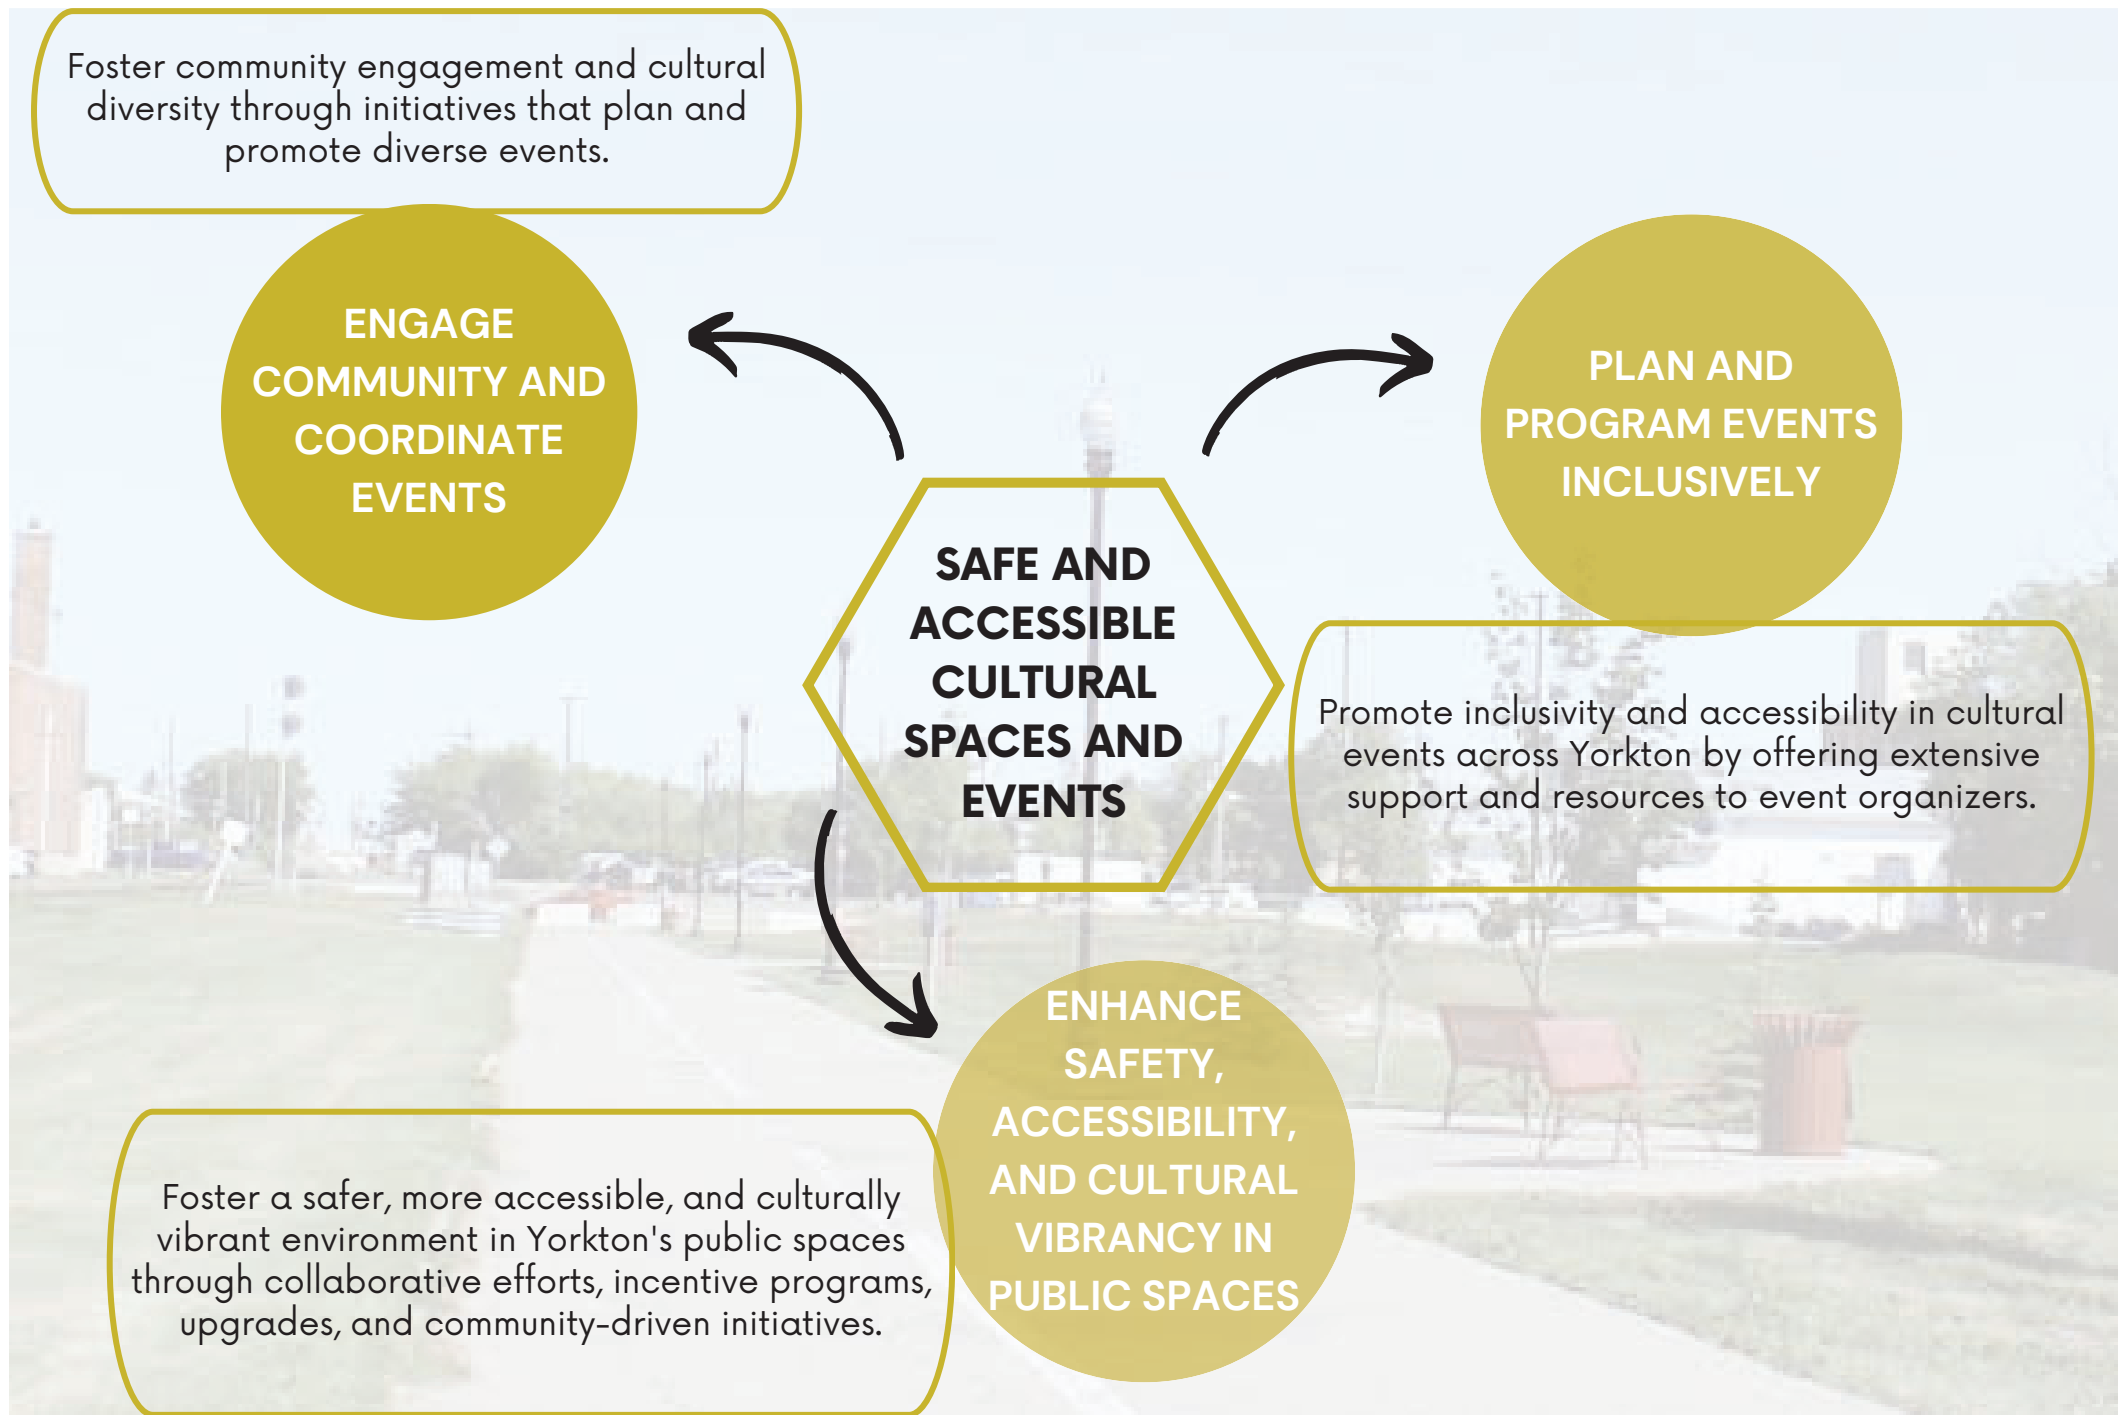 Foster community engagement and cultural
diversity through initiatives that plan and
promote diverse events.
ENGAGE
COMMUNITY AND
COORDINATE
EVENTS
PLAN AND
PROGRAM EVENTS
INCLUSIVELY
SAFE AND
ACCESSIBLE
CULTURAL
SPACES AND
EVENTS
Promote inclusivity and accessibility in cultural
events across Yorkton by offering extensive
support and resources to event organizers.
ENHANCE
SAFETY,
ACCESSIBILITY,
AND CULTURAL
VIBRANCY IN
PUBLIC SPACES
Foster a safer, more accessible, and culturally
vibrant environment in Yorkton's public spaces
through collaborative efforts, incentive programs,
upgrades, and community-driven initiatives.